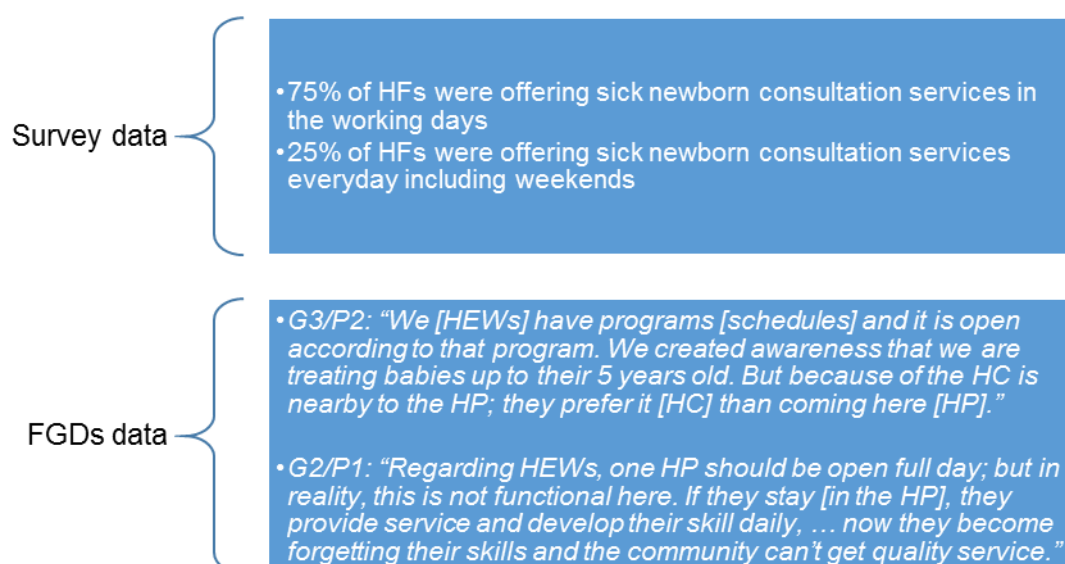 Survey data
•75% of HFs were offering sick newborn consultation services in
the working days
•25% of HFs were offering sick newborn consultation services
everyday including weekends
FGDs data
•G3/P2: “We [HEWs] have programs [schedules] and it is open
according to that program. We created awareness that we are
treating babies up to their 5 years old. But because of the HC is
nearby to the HP; they prefer it [HC] than coming here [HP].”
•G2/P1: “Regarding HEWs, one HP should be open full day; but in
reality, this is not functional here. If they stay [in the HP], they
provide service and develop their skill daily, … now they become
forgetting their skills and the community can’t get quality service.”